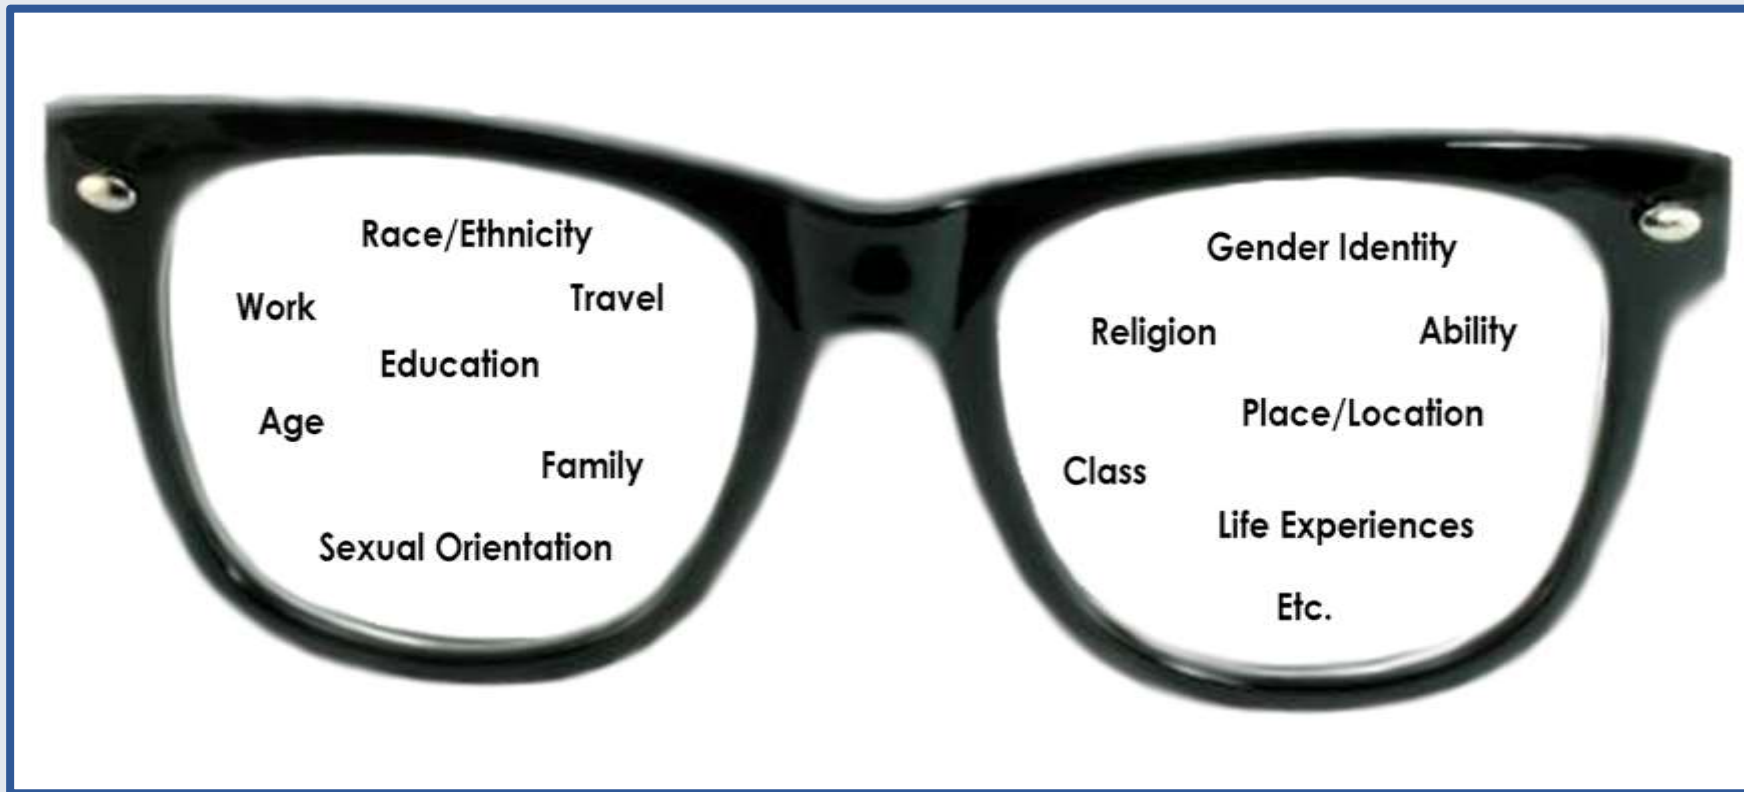 Race/Ethnicity
Work
Travel
Education
Age
Family
Sexual Orientation
Gender Identity
Religion
Ability
Place/Location
Class
Life Experiences
Etc.